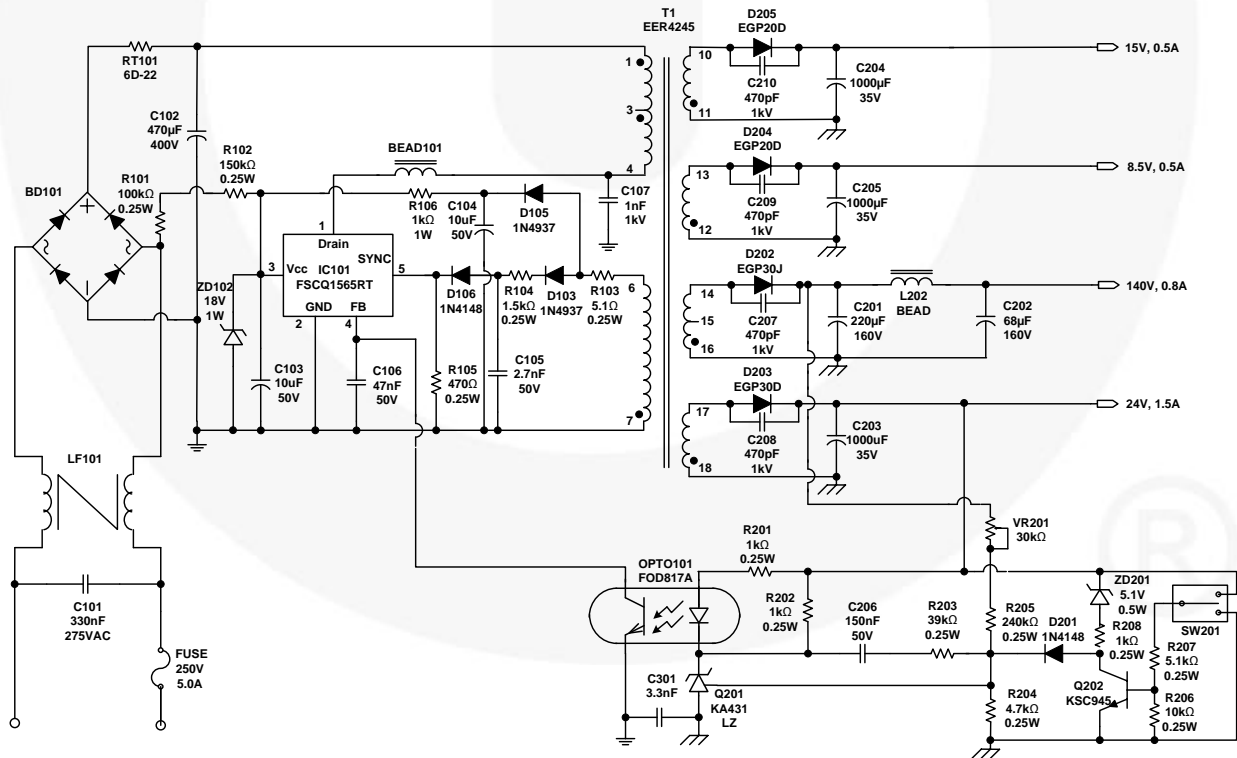 T1
EER4245
RT101
6D-22
C102
470µF
400V
R102
150kΩ
0.25W
R101
100kΩ
0.25W
BD101
BEAD101
1
3
4
C107
1nF
1kV
R106
1kΩ
1W
C104
10uF
50V
D105
1N4937
1
Drain
SYNC
3
Vcc
IC101
FSCQ1565RT
5
GND
FB
2
4
ZD102
18V
1W
D106
1N4148
R104
1.5kΩ
0.25W
D103
1N4937
R103
5.1Ω
0.25W
6
7
C103
10uF
50V
C106
47nF
50V
R105
470Ω
0.25W
C105
2.7nF
50V
LF101
C101
330nF
275VAC
FUSE
250V
5.0A
D205
EGP20D
10
11
C210
470pF
1kV
C204
1000µF
35V
15V, 0.5A
D204
EGP20D
13
12
C209
470pF
1kV
C205
1000µF
35V
8.5V, 0.5A
D202
EGP30J
14
15
16
C207
470pF
1kV
C201
220µF
160V
L202
BEAD
C202
68µF
160V
140V, 0.8A
D203
EGP30D
17
18
C208
470pF
1kV
C203
1000uF
35V
24V, 1.5A
VR201
30kΩ
R201
1kΩ
0.25W
OPTO101
FOD817A
R202
1kΩ
0.25W
C206
150nF
50V
R203
39kΩ
0.25W
R205
240kΩ
0.25W
D201
1N4148
ZD201
5.1V
0.5W
R208
1kΩ
0.25W
SW201
R207
5.1kΩ
0.25W
C301
3.3nF
Q201
KA431
LZ
R204
4.7kΩ
0.25W
Q202
KSC945
R206
10kΩ
0.25W
®